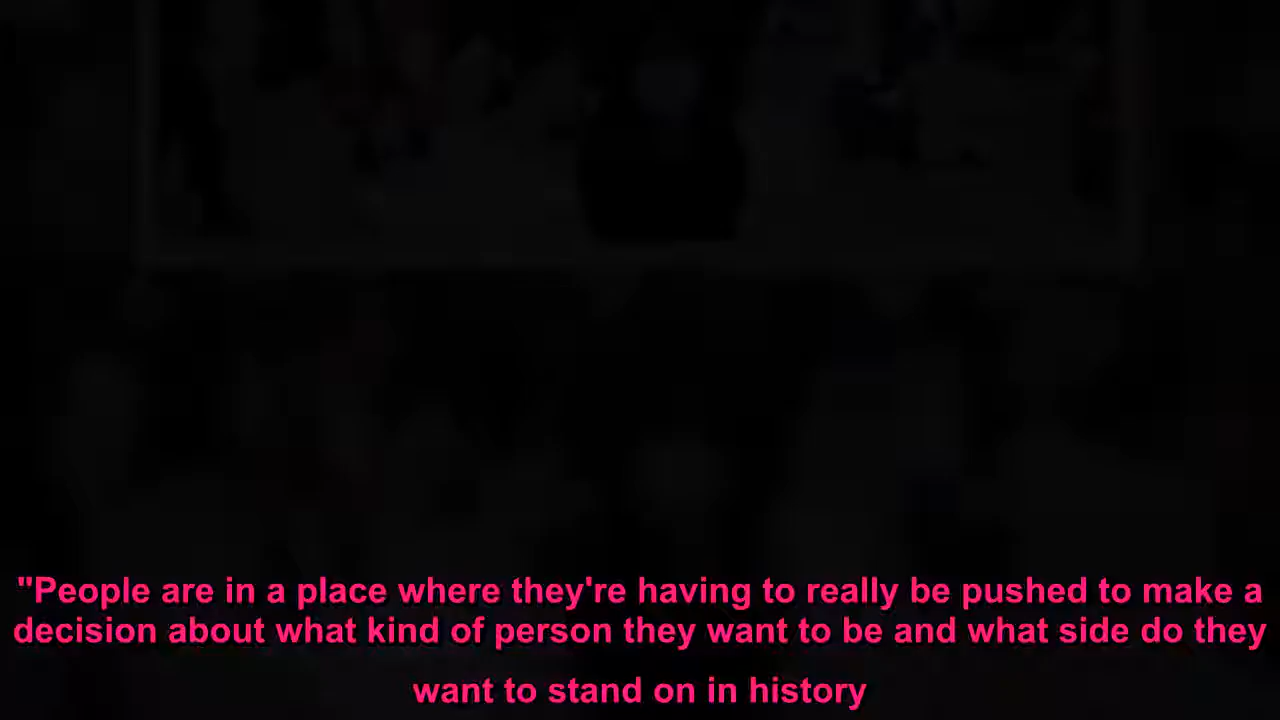 "People are in a place where they're having to really be pushed to make a
decision about what kind of person they want to be and what side do they
want to stand on in history